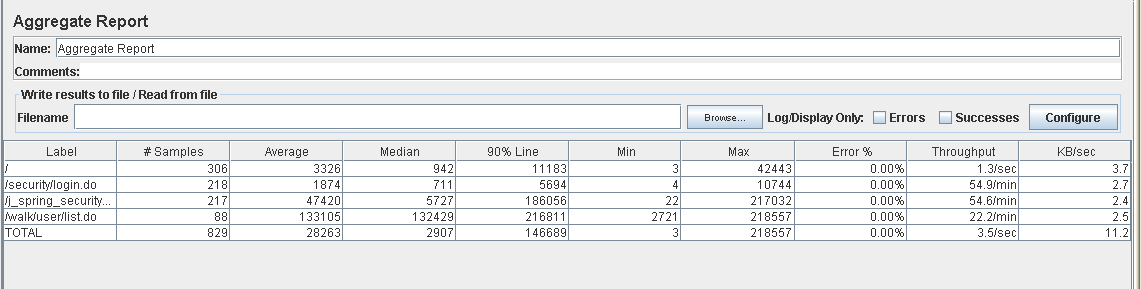 Aggregate Report
Name: Aggregate Report
Comments:
Write results to file / Read from file
Filename Browse... Log/Display Only: Errors Successes Configure
Label # Samples Average Median 90% Line Min Max Error % Throughput KB/sec
/ 306 3326 942 11183 3 42443 0.00% 1.3/sec 3.7
/security/login.do 218 1874 711 5694 4 10744 0.00% 54.9/min 2.7
/j_spring_security... 217 47420 5727 186056 22 217032 0.00% 54.6/min 2.4
/walk/user/list.do 88 133105 132429 216811 2721 218557 0.00% 22.2/min 2.5
TOTAL 829 28263 2907 146689 3 218557 0.00% 3.5/sec 11.2